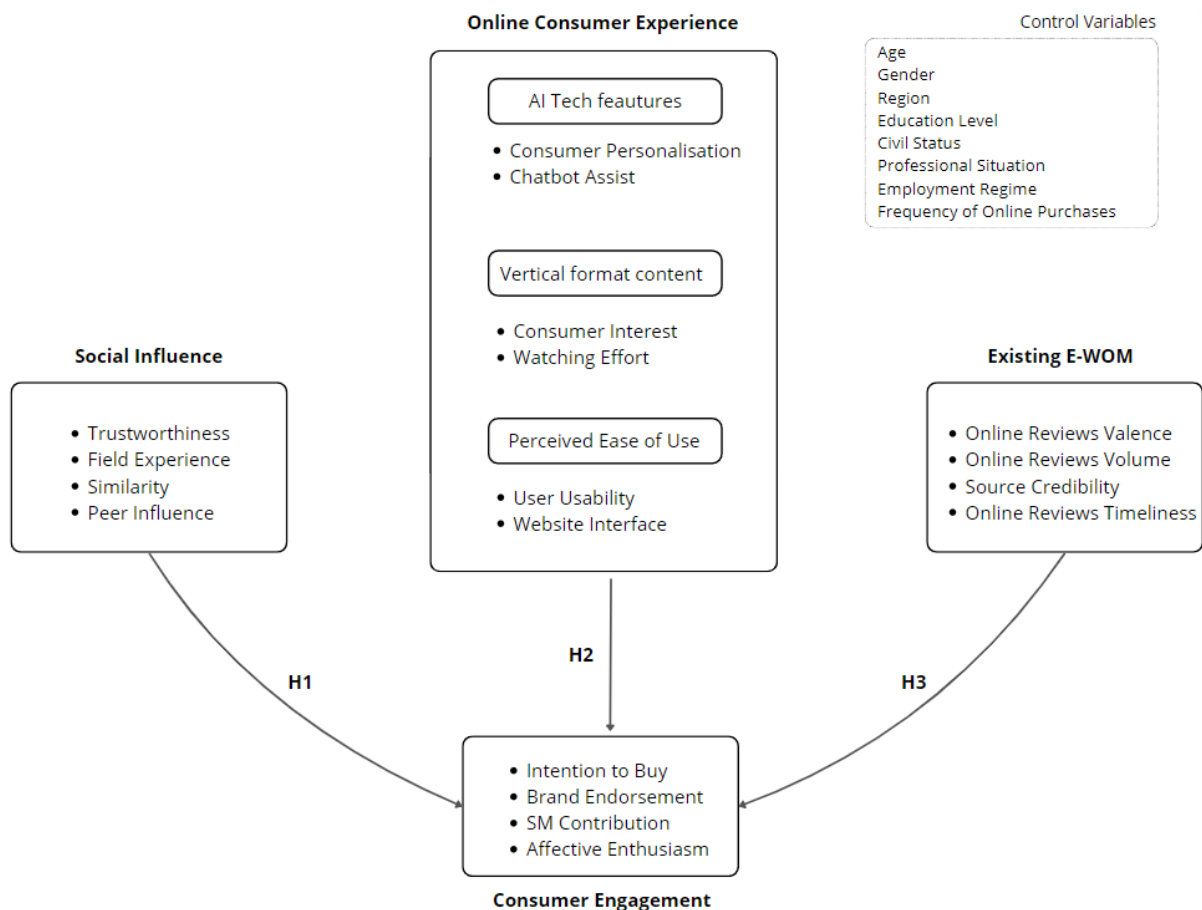 Online Consumer Experience
Control Variables
Age
Gender
Region
Education Level
Civil Status
Professional Situation
Employment Regime
Frequency of Online Purchases
AI Tech feautures
Consumer Personalisation
Chatbot Assist
Vertical format content
Consumer Interest
Watching Effort
Perceived Ease of Use
User Usability
Website Interface
Social Influence
Trustworthiness
Field Experience
Similarity
Peer Influence
Existing E-WOM
Online Reviews Valence
Online Reviews Volume
Source Credibility
Online Reviews Timeliness
H1
H2
H3
Intention to Buy
Brand Endorsement
SM Contribution
Affective Enthusiasm
Consumer Engagement